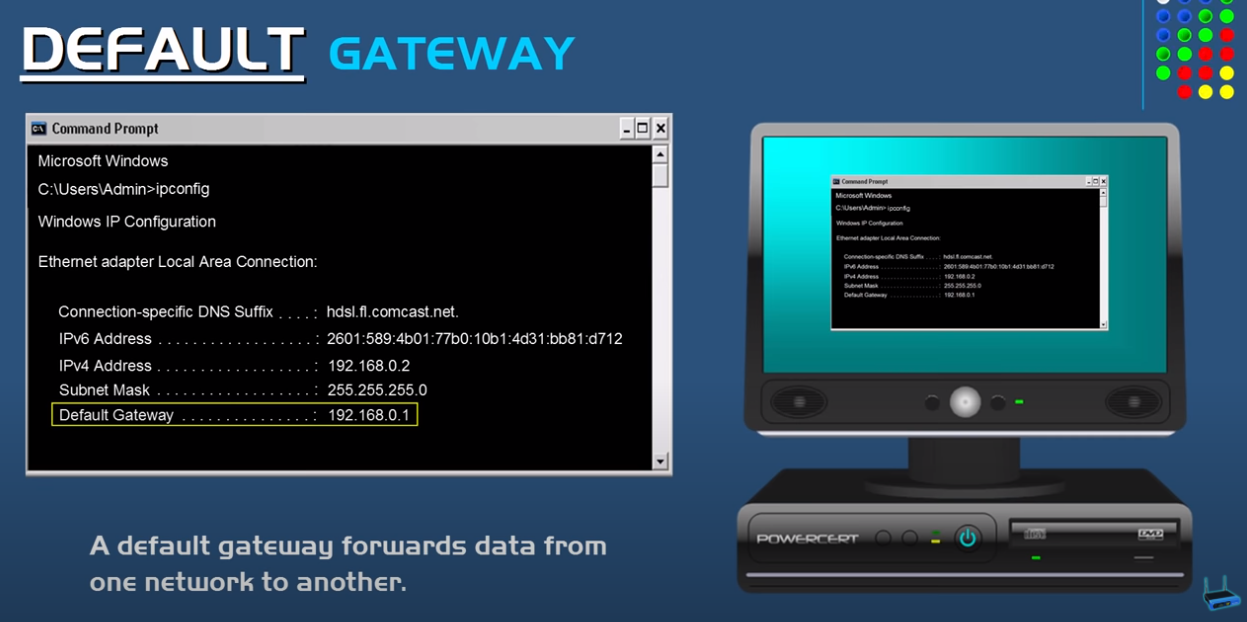 DEFAULT GATEWAY
Command Prompt
Microsoft Windows
C:\Users\Admin>ipconfig
Windows IP Configuration
Ethernet adapter Local Area Connection:
Connection-specific DNS Suffix . . . . : hdsl.fl.comcast.net.
IPv6 Address . . . . . . . . . . . . . . . . . . : 2601:589:4b01:77b0:10b1:4d31:bb81:d712
IPv4 Address . . . . . . . . . . . . . . . . . . : 192.168.0.2
Subnet Mask . . . . . . . . . . . . . . . . . . : 255.255.255.0
Default Gateway . . . . . . . . . . . . . . . : 192.168.0.1
A default gateway forwards data from
one network to another.
Command Prompt
Microsoft Windows
C:\Users\Admin> ipconfig
Windows IP Configuration
Ethernet adapter Local Area Connection:
Connection-specific DNS Suffix . . . . : hdsl.fl.comcast.net.
IPv6 Address . . . . . . . . . . . . . . . . . . : 2601:589:4b01:77b0:10b1:4d31:bb81:d712
IPv4 Address . . . . . . . . . . . . . . . . . . : 192.168.0.2
Subnet Mask . . . . . . . . . . . . . . . . . . : 255.255.255.0
Default Gateway . . . . . . . . . . . . . . . : 192.168.0.1
POWERCERT
DVD